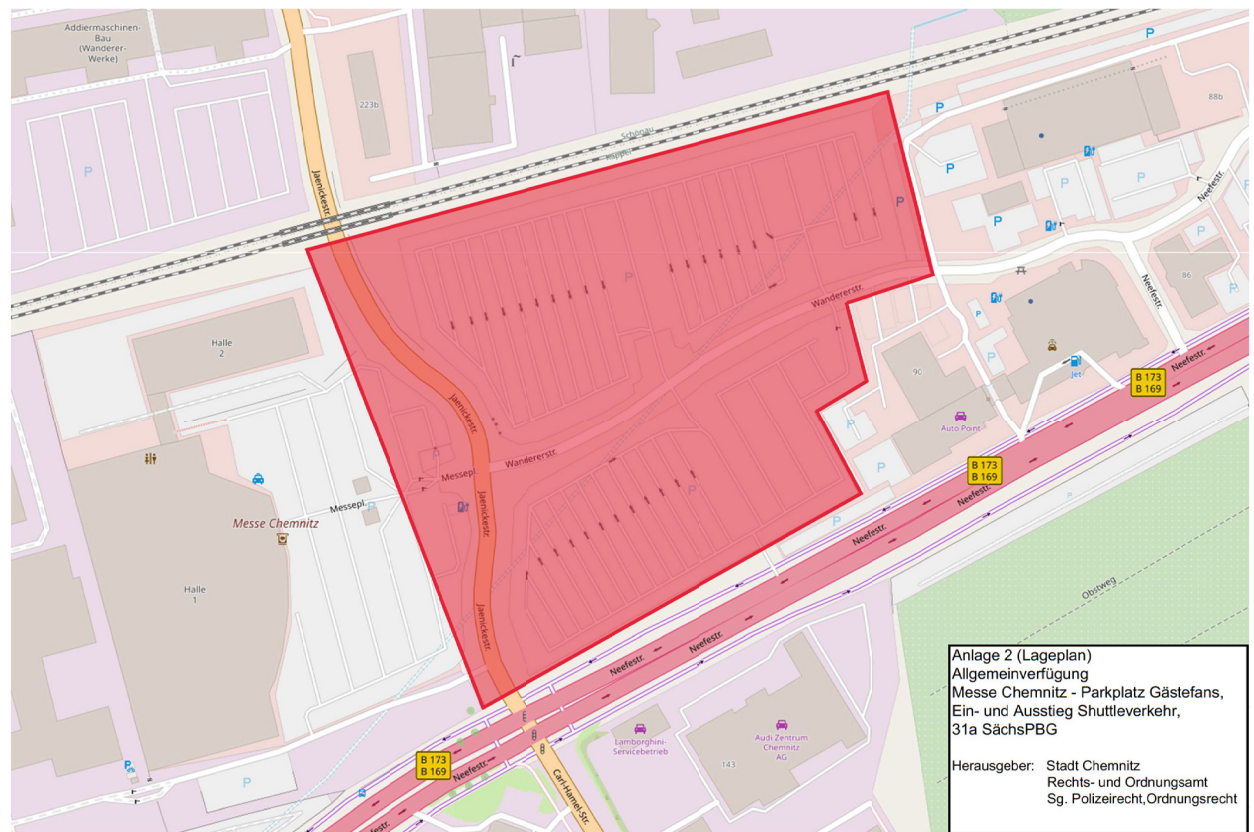 Addiermaschinen-
Bau
(Wanderer-
Werke)
P
223b
Jaenickestr.
Schönau
Kappel
P
P
88b
P
P
P
P
P
Neefestr.
P
86
P
Neefestr.
P
P
Wandererstr.
Halle
2
P
Jet
Neefestr.
B 173
B 169
90
Auto Point
P
P
Jaenickestr.
Wandererstr.
Messepl.
P
P
B 173
B 169
Neefestr.
Messepl.
P
Messe Chemnitz
Jaenickestr.
P
Neefestr.
Halle
1
Obstweg
Jaenickestr.
Neefestr.
Neefestr.
Lamborghini-
Servicebetrieb
Audi Zentrum
Chemnitz
AG
143
B 173
B 169
Neefestr.
P
P
Carl-Hamel-Str.
Anlage 2 (Lageplan)
Allgemeinverfügung
Messe Chemnitz - Parkplatz Gästefans,
Ein- und Ausstieg Shuttleverkehr,
31a SächsPBG
Herausgeber: Stadt Chemnitz
Rechts- und Ordnungsamt
Sg. Polizeirecht,Ordnungsrecht